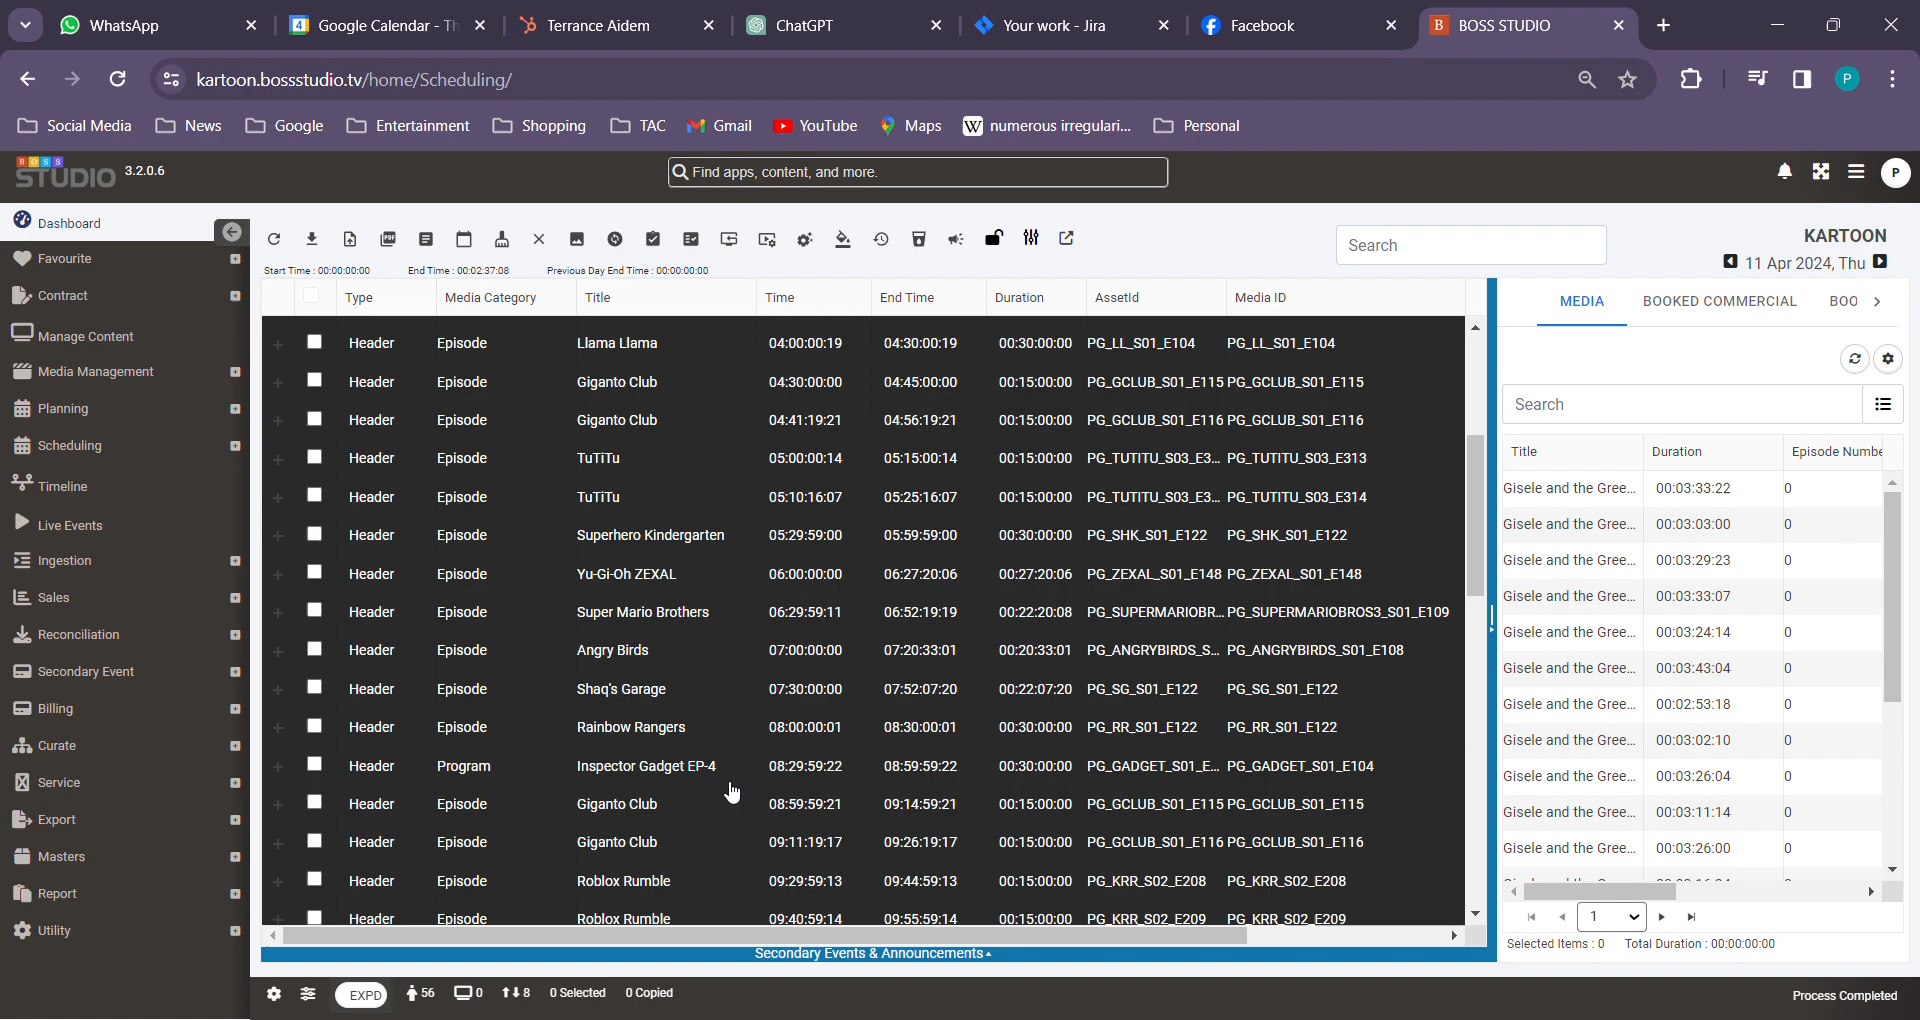 WhatsApp
Google Calendar - Th
Terrance Aidem
ChatGPT
Your work - Jira
Facebook
BOSS STUDIO
kartoon.bossstudio.tv/home/Scheduling/
P
Social Media
News
Google
Entertainment
Shopping
TAC
Gmail
YouTube
Maps
numerous irregulari...
Personal
BOSS
STUDIO 3.2.0.6
Find apps, content, and more.
P
Dashboard
Favourite
Contract
Manage Content
Media Management
Planning
Scheduling
Timeline
Live Events
Ingestion
Sales
Reconciliation
Secondary Event
Billing
Curate
Service
Export
Masters
Report
Utility
Search
KARTOON
11 Apr 2024, Thu
Start Time : 00:00:00:00 End Time : 00:02:37:08 Previous Day End Time : 00:00:00:00
Type Media Category Title Time End Time Duration AssetId Media ID
Header Episode Llama Llama 04:00:00:19 04:30:00:19 00:30:00:00 PG_LL_S01_E104 PG_LL_S01_E104
Header Episode Giganto Club 04:30:00:00 04:45:00:00 00:15:00:00 PG_GCLUB_S01_E115 PG_GCLUB_S01_E115
Header Episode Giganto Club 04:41:19:21 04:56:19:21 00:15:00:00 PG_GCLUB_S01_E116 PG_GCLUB_S01_E116
Header Episode TuTiTu 05:00:00:14 05:15:00:14 00:15:00:00 PG_TUTITU_S03_E3... PG_TUTITU_S03_E313
Header Episode TuTiTu 05:10:16:07 05:25:16:07 00:15:00:00 PG_TUTITU_S03_E3... PG_TUTITU_S03_E314
Header Episode Superhero Kindergarten 05:29:59:00 05:59:59:00 00:30:00:00 PG_SHK_S01_E122 PG_SHK_S01_E122
Header Episode Yu-Gi-Oh ZEXAL 06:00:00:00 06:27:20:06 00:27:20:06 PG_ZEXAL_S01_E148 PG_ZEXAL_S01_E148
Header Episode Super Mario Brothers 06:29:59:11 06:52:19:19 00:22:20:08 PG_SUPERMARIOBR... PG_SUPERMARIOBROS3_S01_E109
Header Episode Angry Birds 07:00:00:00 07:20:33:01 00:20:33:01 PG_ANGRYBIRDS_S... PG_ANGRYBIRDS_S01_E108
Header Episode Shaq's Garage 07:30:00:00 07:52:07:20 00:22:07:20 PG_SG_S01_E122 PG_SG_S01_E122
Header Episode Rainbow Rangers 08:00:00:01 08:30:00:01 00:30:00:00 PG_RR_S01_E122 PG_RR_S01_E122
Header Program Inspector Gadget EP-4 08:29:59:22 08:59:59:22 00:30:00:00 PG_GADGET_S01_E... PG_GADGET_S01_E104
Header Episode Giganto Club 08:59:59:21 09:14:59:21 00:15:00:00 PG_GCLUB_S01_E115 PG_GCLUB_S01_E115
Header Episode Giganto Club 09:11:19:17 09:26:19:17 00:15:00:00 PG_GCLUB_S01_E116 PG_GCLUB_S01_E116
Header Episode Roblox Rumble 09:29:59:13 09:44:59:13 00:15:00:00 PG_KRR_S02_E208 PG_KRR_S02_E208
Header Episode Roblox Rumble 09:40:59:14 09:55:59:14 00:15:00:00 PG_KRR_S02_E209 PG_KRR_S02_E209
Secondary Events & Announcements
MEDIA BOOKED COMMERCIAL BOO
Search
Title Duration Episode Numbe
Gisele and the Gree... 00:03:33:22 0
Gisele and the Gree... 00:03:03:00 0
Gisele and the Gree... 00:03:29:23 0
Gisele and the Gree... 00:03:33:07 0
Gisele and the Gree... 00:03:24:14 0
Gisele and the Gree... 00:03:43:04 0
Gisele and the Gree... 00:02:53:18 0
Gisele and the Gree... 00:03:02:10 0
Gisele and the Gree... 00:03:26:04 0
Gisele and the Gree... 00:03:11:14 0
Gisele and the Gree... 00:03:26:00 0
1
Selected Items : 0 Total Duration : 00:00:00:00
EXPD 56 0 8 0 Selected 0 Copied
Process Completed